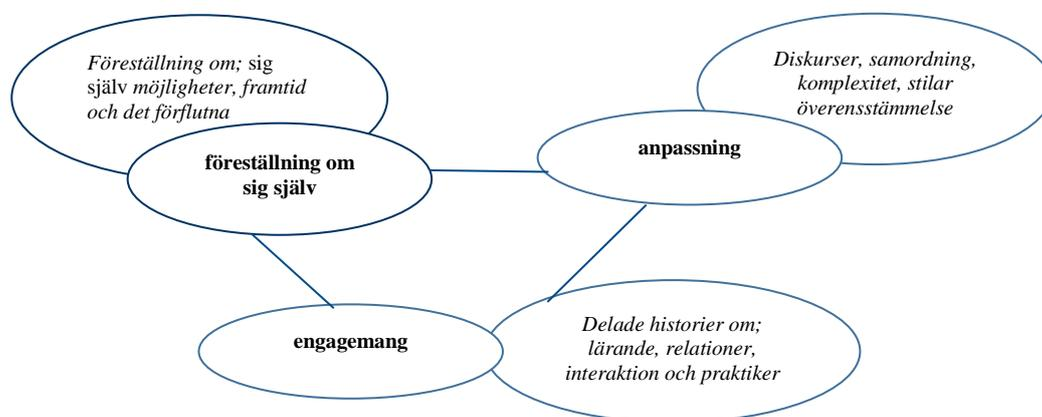 Föreställning om; sig
själv möjligheter, framtid
och det förflutna
föreställning om
sig själv
Diskurser, samordning,
komplexitet, stilar
överensstämmelse
anpassning
engagemang
Delade historier om;
lärande, relationer,
interaktion och praktiker